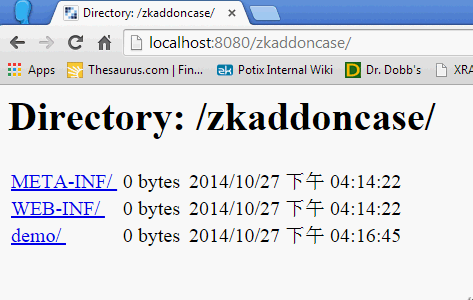 Directory: /zkaddoncase/
localhost:8080/zkaddoncase/
Apps Thesaurus.com | Fin... Potix Internal Wiki Dr. Dobb's XRA
Directory: /zkaddoncase/
META-INF/ 0 bytes 2014/10/27 下午 04:14:22
WEB-INF/ 0 bytes 2014/10/27 下午 04:14:22
demo/ 0 bytes 2014/10/27 下午 04:16:45